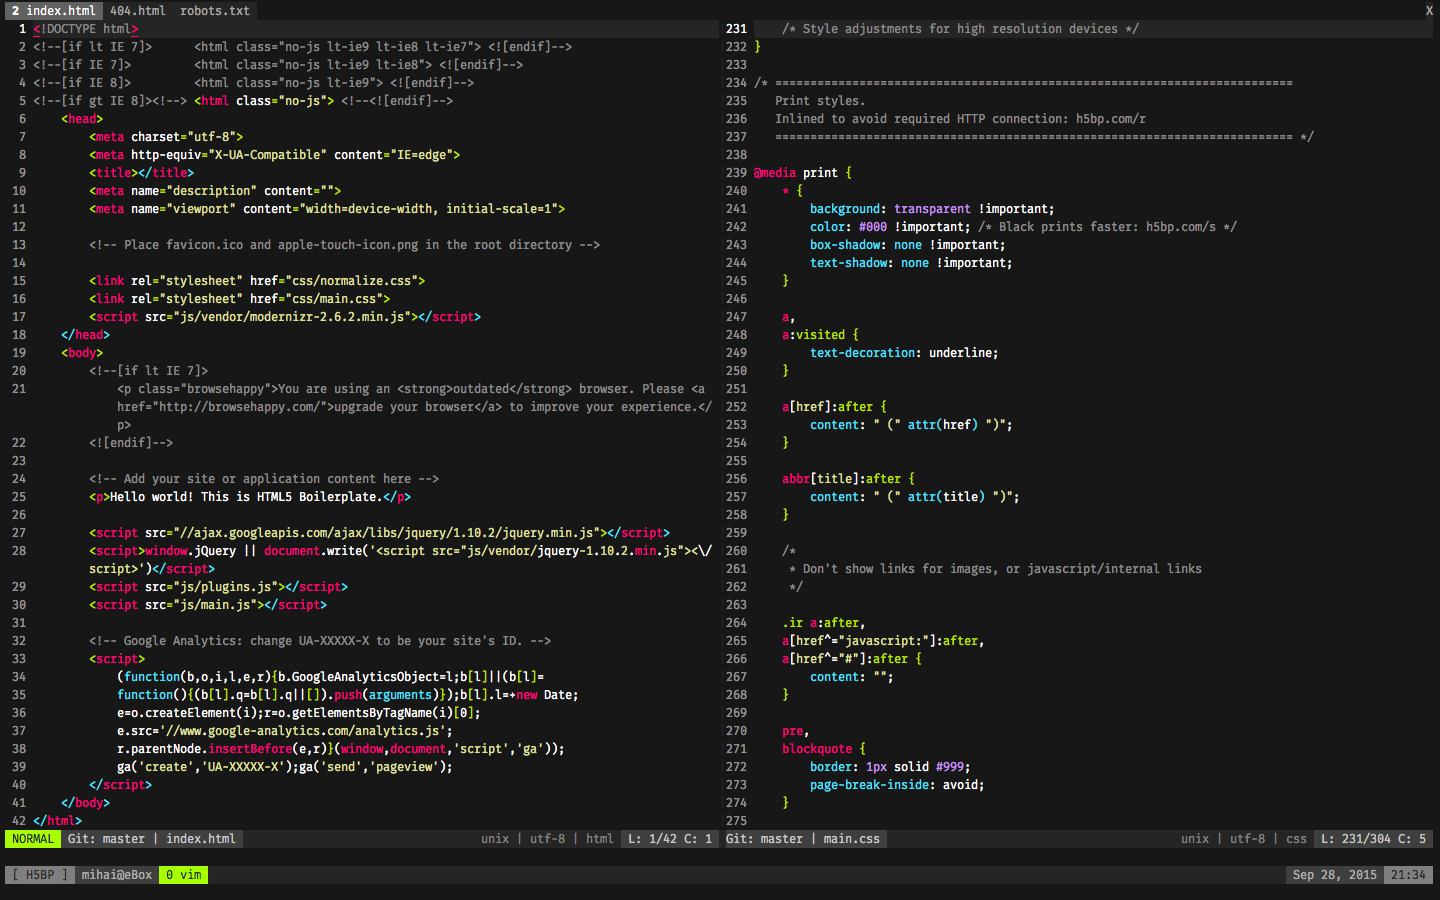 2 index.html  404.html  robots.txt X
1 <!DOCTYPE html>
2 <!--[if lt IE 7]>      <html class="no-js lt-ie9 lt-ie8 lt-ie7"> <![endif]-->
3 <!--[if IE 7]>         <html class="no-js lt-ie9 lt-ie8"> <![endif]-->
4 <!--[if IE 8]>         <html class="no-js lt-ie9"> <![endif]-->
5 <!--[if gt IE 8]><!--> <html class="no-js"> <!--<![endif]-->
6     <head>
7         <meta charset="utf-8">
8         <meta http-equiv="X-UA-Compatible" content="IE=edge">
9         <title></title>
10         <meta name="description" content="">
11         <meta name="viewport" content="width=device-width, initial-scale=1">
12
13         <!-- Place favicon.ico and apple-touch-icon.png in the root directory -->
14
15         <link rel="stylesheet" href="css/normalize.css">
16         <link rel="stylesheet" href="css/main.css">
17         <script src="js/vendor/modernizr-2.6.2.min.js"></script>
18     </head>
19     <body>
20         <!--[if lt IE 7]>
21             <p class="browsehappy">You are using an <strong>outdated</strong> browser. Please <a
            href="http://browsehappy.com/">upgrade your browser</a> to improve your experience.</
            p>
22         <![endif]-->
23
24         <!-- Add your site or application content here -->
25         <p>Hello world! This is HTML5 Boilerplate.</p>
26
27         <script src="//ajax.googleapis.com/ajax/libs/jquery/1.10.2/jquery.min.js"></script>
28         <script>window.jQuery || document.write('<script src="js/vendor/jquery-1.10.2.min.js"><\/
        script>')</script>
29         <script src="js/plugins.js"></script>
30         <script src="js/main.js"></script>
31
32         <!-- Google Analytics: change UA-XXXXX-X to be your site's ID. -->
33         <script>
34             (function(b,o,i,l,e,r){b.GoogleAnalyticsObject=l;b[l]||(b[l]=
35             function(){(b[l].q=b[l].q||[]).push(arguments)});b[l].l=+new Date;
36             e=o.createElement(i);r=o.getElementsByTagName(i)[0];
37             e.src='//www.google-analytics.com/analytics.js';
38             r.parentNode.insertBefore(e,r)}(window,document,'script','ga'));
39             ga('create','UA-XXXXX-X');ga('send','pageview');
40         </script>
41     </body>
42 </html>
NORMAL Git: master | index.html unix | utf-8 | html L: 1/42 C: 1
231     /* Style adjustments for high resolution devices */
232 }
233
234 /* ==========================================================================
235    Print styles.
236    Inlined to avoid required HTTP connection: h5bp.com/r
237    ========================================================================== */
238
239 @media print {
240     * {
241         background: transparent !important;
242         color: #000 !important; /* Black prints faster: h5bp.com/s */
243         box-shadow: none !important;
244         text-shadow: none !important;
245     }
246
247     a,
248     a:visited {
249         text-decoration: underline;
250     }
251
252     a[href]:after {
253         content: " (" attr(href) ")";
254     }
255
256     abbr[title]:after {
257         content: " (" attr(title) ")";
258     }
259
260     /*
261      * Don't show links for images, or javascript/internal links
262      */
263
264     .ir a:after,
265     a[href^="javascript:"]:after,
266     a[href^="#"]:after {
267         content: "";
268     }
269
270     pre,
271     blockquote {
272         border: 1px solid #999;
273         page-break-inside: avoid;
274     }
275
Git: master | main.css unix | utf-8 | css L: 231/304 C: 5
[ H5BP ] mihai@eBox 0 vim Sep 28, 2015 21:34